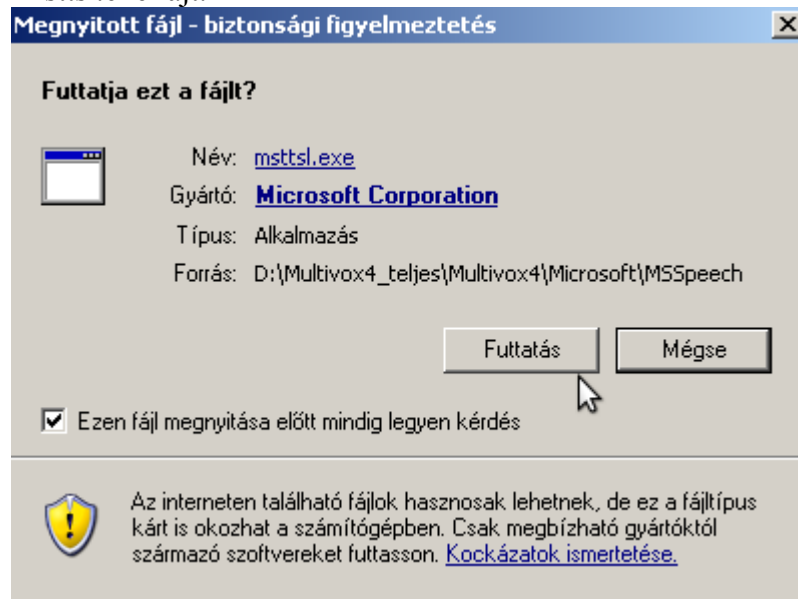 Megnyitott fájl - biztonsági figyelmeztetés
Futtatja ezt a fájlt?
Név: msttsl.exe
Gyártó: Microsoft Corporation
Típus: Alkalmazás
Forrás: D:\Multivox4_teljes\Multivox4\Microsoft\MSSpeech
Futtatás Mégse
Ezen fájl megnyitása előtt mindig legyen kérdés
Az interneten található fájlok hasznosak lehetnek, de ez a fájltípus
kárt is okozhat a számítógépben. Csak megbízható gyártóktól
származó szoftvereket futtasson. Kockázatok ismertetése.